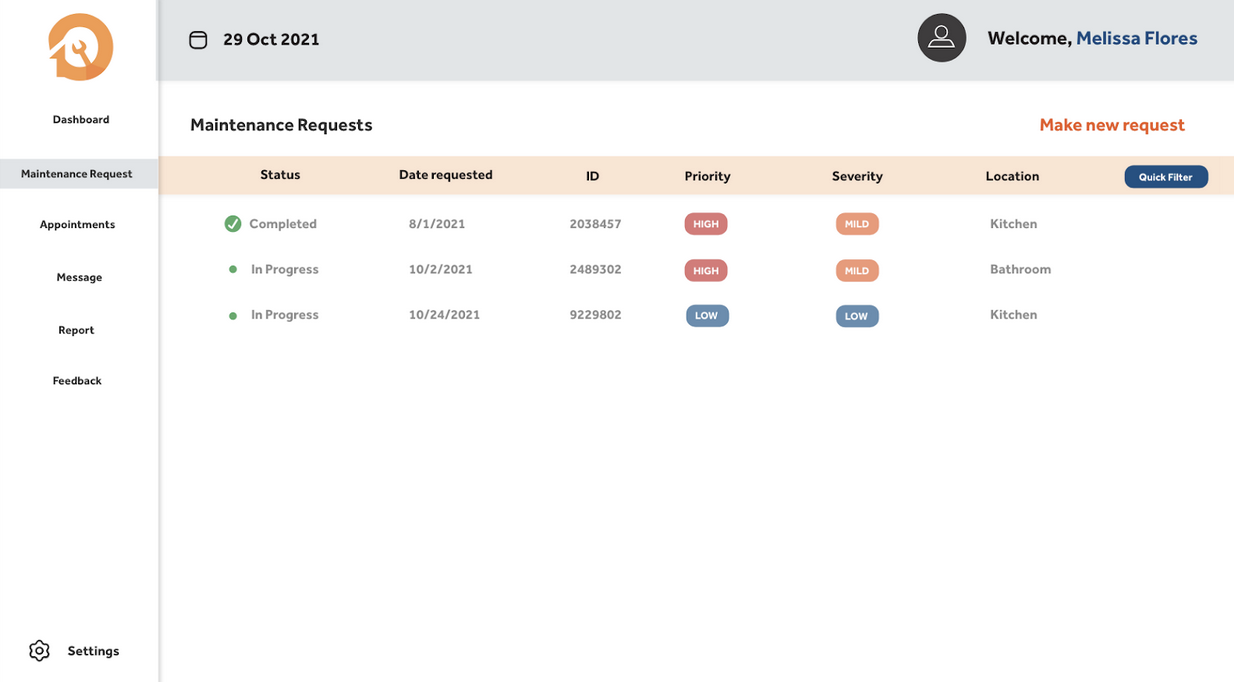 29 Oct 2021
Welcome, Melissa Flores
Dashboard
Maintenance Request
Appointments
Message
Report
Feedback
Settings
Maintenance Requests
Make new request
Status Date requested ID Priority Severity Location Quick Filter
Completed 8/1/2021 2038457 HIGH MILD Kitchen
In Progress 10/2/2021 2489302 HIGH MILD Bathroom
In Progress 10/24/2021 9229802 LOW LOW Kitchen